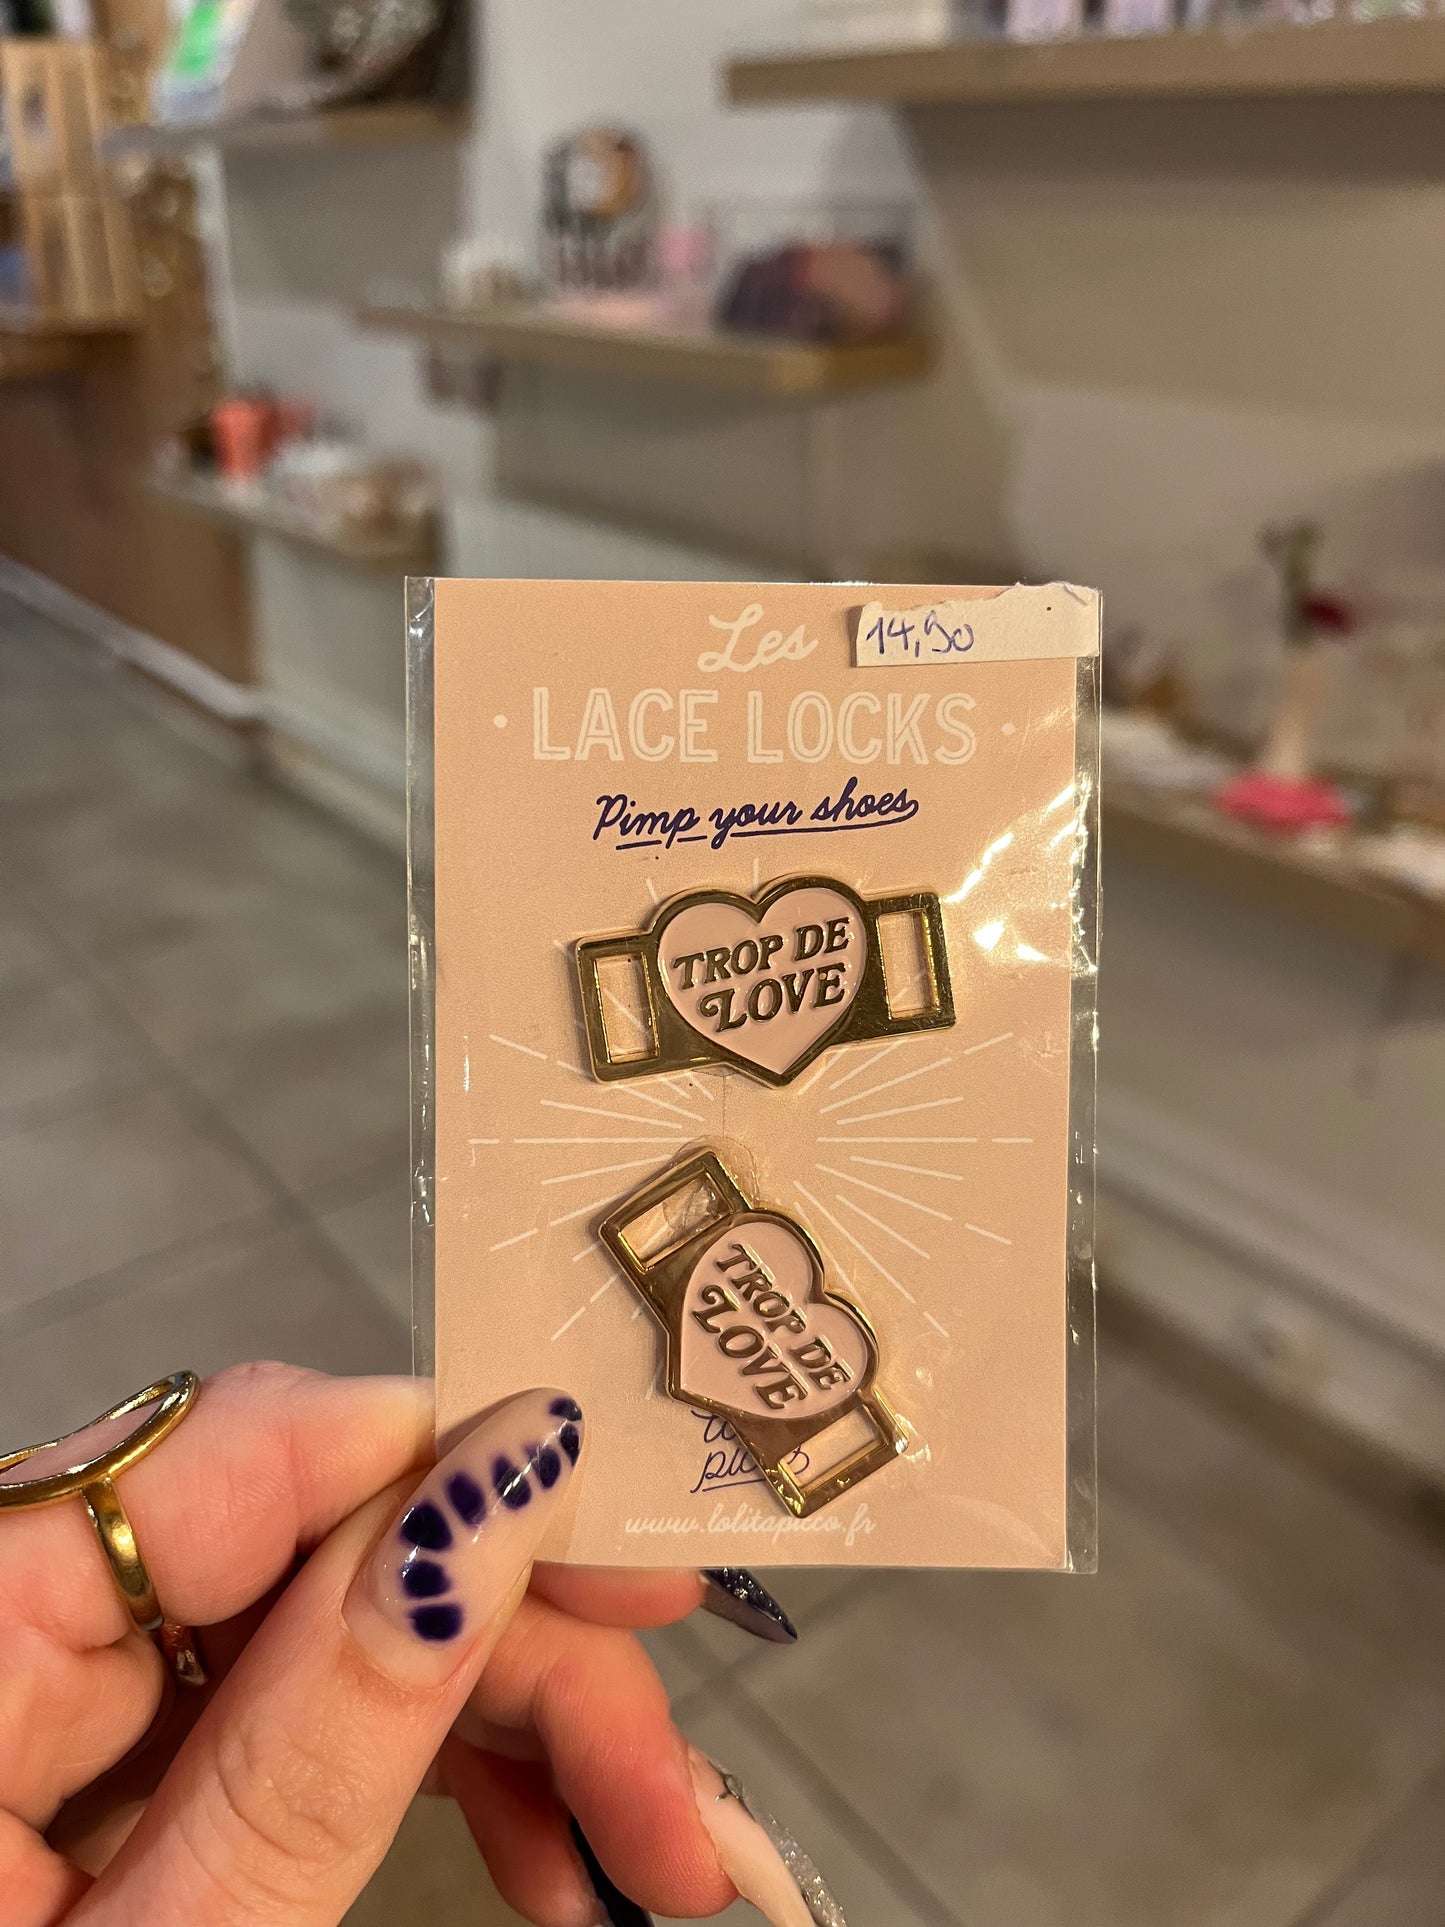 14,90
Les
• LACE LOCKS •
Pimp your shoes
TROP DE
LOVE
TROP DE
LOVE
www.lolitapicco.fr